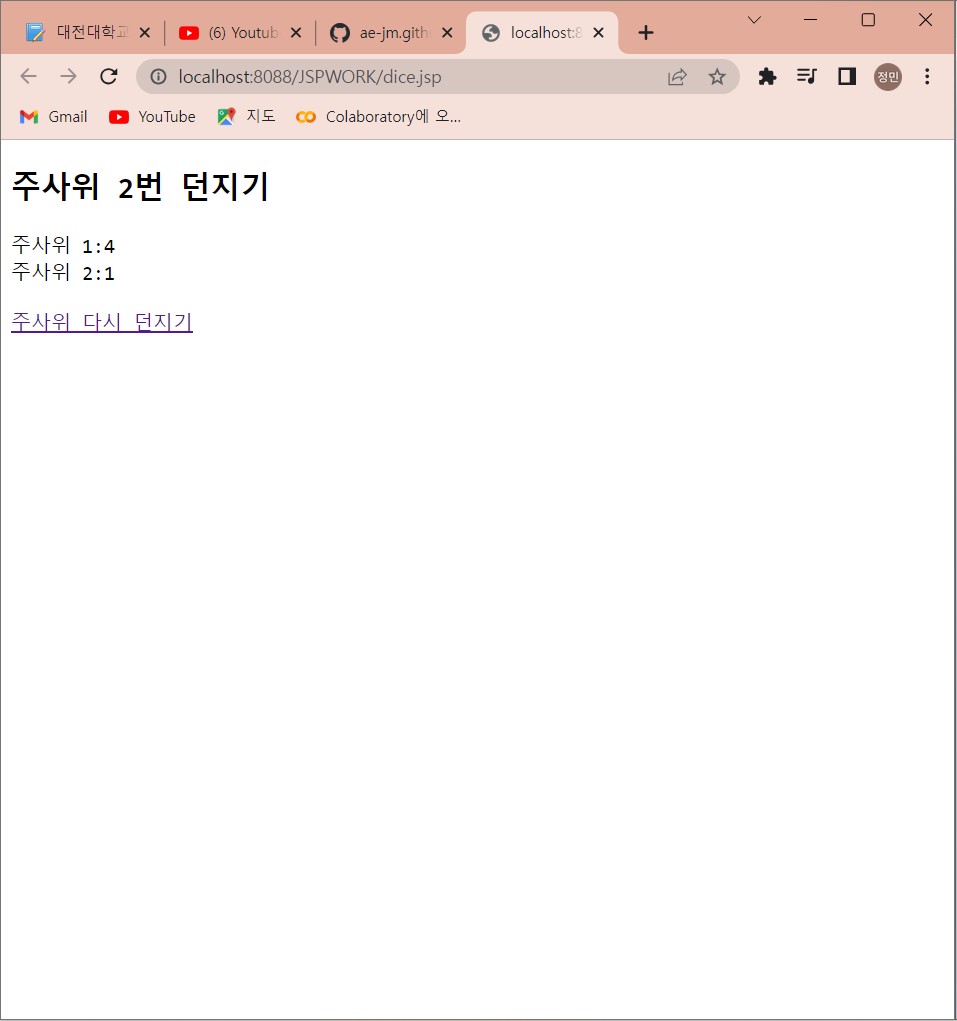 대전대학교
(6) Youtub
ae-jm.gith
localhost:8
localhost:8088/JSPWORK/dice.jsp
정민
Gmail
YouTube
지도
Colaboratory에 오...
주사위 2번 던지기
주사위 1:4
주사위 2:1
주사위 다시 던지기